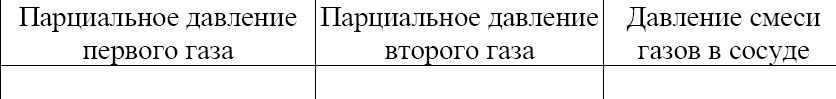 Парциальное давление первого газа
Парциальное давление второго газа
Давление смеси газов в сосуде